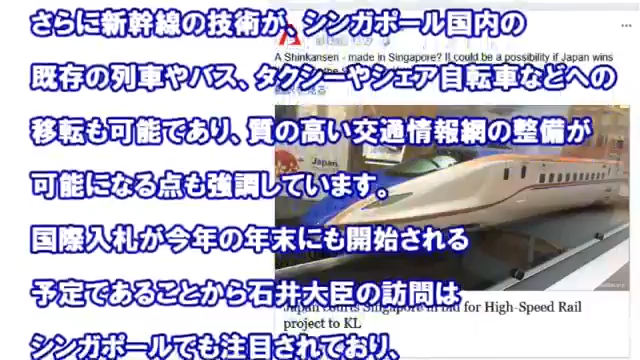 さらに新幹線の技術が、シンガポール国内の
A Shinkansen - made in Singapore? It could be a possibility if Japan wins
既存の列車やバス、タクシーやシェア自転車などへの
移転も可能であり、質の高い交通情報網の整備が
Japan.
可能になる点も強調しています。
国際入札が今年の年末にも開始される
予定であることから石井大臣の訪問は
Japan courts Singapore in bid for High-Speed Rail
project to KL
シンガポールでも注目されており、